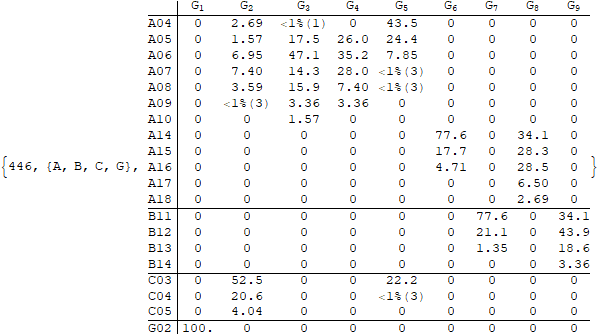 G1 G2 G3 G4 G5 G6 G7 G8 G9
A04 0 2.69 <1%(1) 0 43.5 0 0 0 0
A05 0 1.57 17.5 26.0 24.4 0 0 0 0
A06 0 6.95 47.1 35.2 7.85 0 0 0 0
A07 0 7.40 14.3 28.0 <1%(3) 0 0 0 0
A08 0 3.59 15.9 7.40 <1%(3) 0 0 0 0
A09 0 <1%(3) 3.36 3.36 0 0 0 0 0
A10 0 0 1.57 0 0 0 0 0 0
A14 0 0 0 0 0 77.6 0 34.1 0
A15 0 0 0 0 0 17.7 0 28.3 0
{446, {A, B, C, G}, A16 0 0 0 0 0 4.71 0 28.5 0 }
A17 0 0 0 0 0 0 0 6.50 0
A18 0 0 0 0 0 0 0 2.69 0
B11 0 0 0 0 0 0 77.6 0 34.1
B12 0 0 0 0 0 0 21.1 0 43.9
B13 0 0 0 0 0 0 1.35 0 18.6
B14 0 0 0 0 0 0 0 0 3.36
C03 0 52.5 0 0 22.2 0 0 0 0
C04 0 20.6 0 0 <1%(3) 0 0 0 0
C05 0 4.04 0 0 0 0 0 0 0
G02 100. 0 0 0 0 0 0 0 0